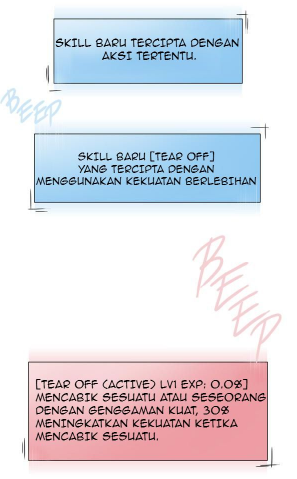 SKILL BARU TERCIPTA DENGAN
AKSI TERTENTU.
BEEP
SKILL BARU [TEAR OFF]
YANG TERCIPTA DENGAN
MENGGUNAKAN KEKUATAN BERLEBIHAN
BEEEP
[TEAR OFF (ACTIVE) LV1 EXP: 0.0%]
MENCABIK SESUATU ATAU SESEORANG
DENGAN GENGGAMAN KUAT, 30%
MENINGKATKAN KEKUATAN KETIKA
MENCABIK SESUATU.